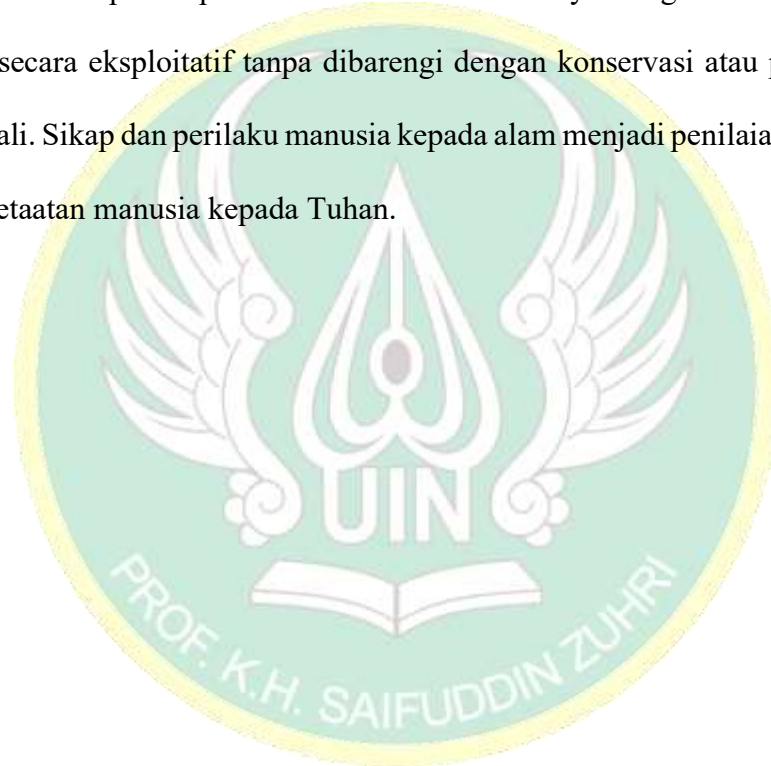 secara eksploitatif tanpa dibarengi dengan konservasi atau
ali. Sikap dan perilaku manusia kepada alam menjadi penilaia
etaatan manusia kepada Tuhan.
UIN
PROF. K.H. SAIFUDDIN ZUHRI